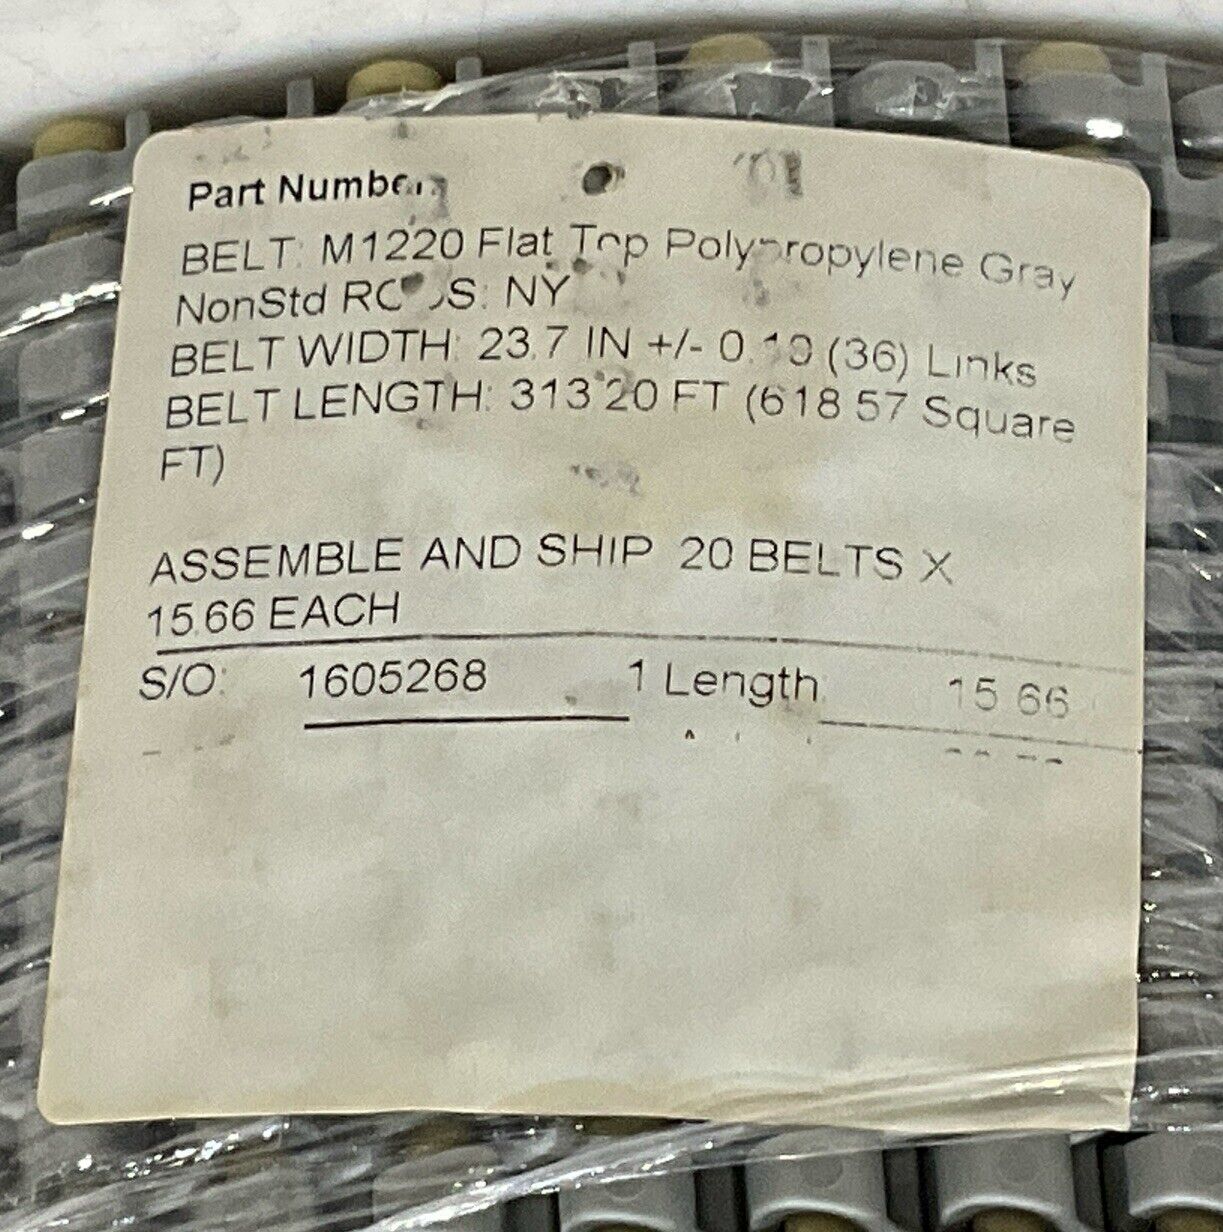 Part Number:
BELT: M1220 Flat Top Polypropylene Gray
NonStd RODS: NY
BELT WIDTH: 23.7 IN +/- (36) Links
BELT LENGTH: 313.20 FT (618.57 Square
FT)
ASSEMBLE AND SHIP 20 BELTS X
15.66 EACH
S/O: 1605268 1 Length 15.66